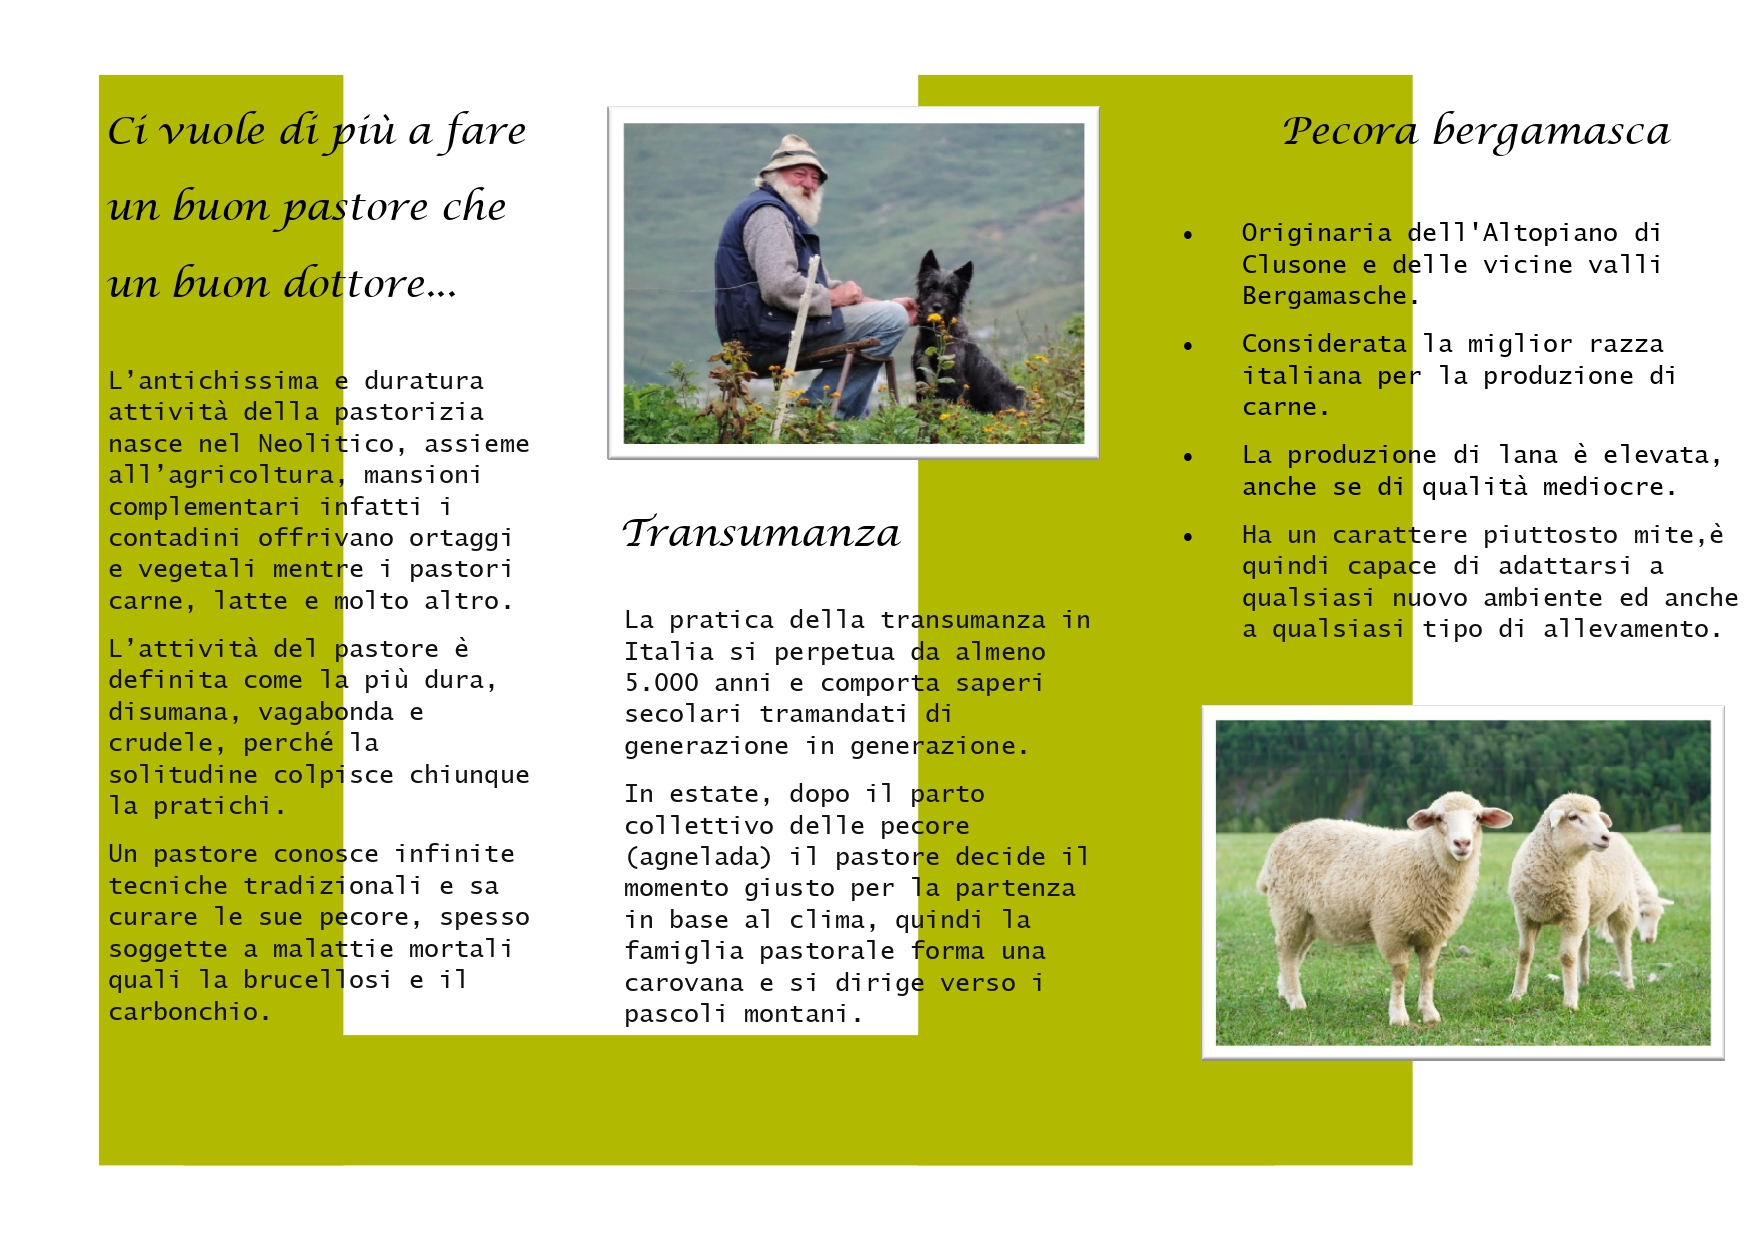 Ci vuole di più a fare
un buon pastore che
un buon dottore...
L’antichissima e duratura
attività della pastorizia
nasce nel Neolitico, assieme
all’agricoltura, mansioni
complementari infatti i
contadini offrivano ortaggi
e vegetali mentre i pastori
carne, latte e molto altro.
L’attività del pastore è
definita come la più dura,
disumana, vagabonda e
crudele, perché la
solitudine colpisce chiunque
la pratichi.
Un pastore conosce infinite
tecniche tradizionali e sa
curare le sue pecore, spesso
soggette a malattie mortali
quali la brucellosi e il
carbonchio.
Transumanza
La pratica della transumanza in
Italia si perpetua da almeno
5.000 anni e comporta saperi
secolari tramandati di
generazione in generazione.
In estate, dopo il parto
collettivo delle pecore
(agnelada) il pastore decide il
momento giusto per la partenza
in base al clima, quindi la
famiglia pastorale forma una
carovana e si dirige verso i
pascoli montani.
Pecora bergamasca
• Originaria dell'Altopiano di
Clusone e delle vicine valli
Bergamasche.
• Considerata la miglior razza
italiana per la produzione di
carne.
• La produzione di lana è elevata,
anche se di qualità mediocre.
• Ha un carattere piuttosto mite,è
quindi capace di adattarsi a
qualsiasi nuovo ambiente ed anche
a qualsiasi tipo di allevamento.